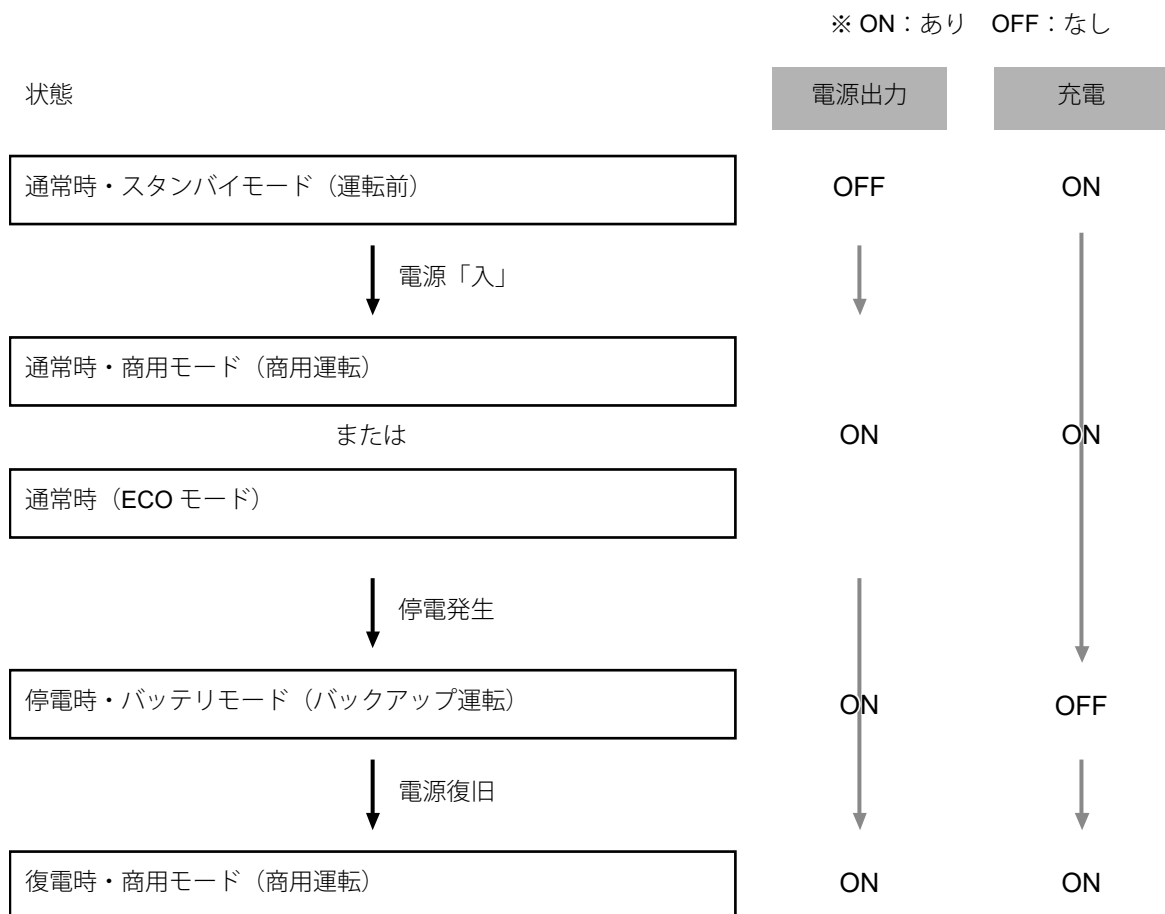 ※ ON：あり　OFF：なし
状態　電源出力　充電
通常時・スタンバイモード（運転前）　OFF　ON
電源「入」
通常時・商用モード（商用運転）
または　ON　ON
通常時（ECO モード）
停電発生
停電時・バッテリモード（バックアップ運転）　ON　OFF
電源復旧
復電時・商用モード（商用運転）　ON　ON